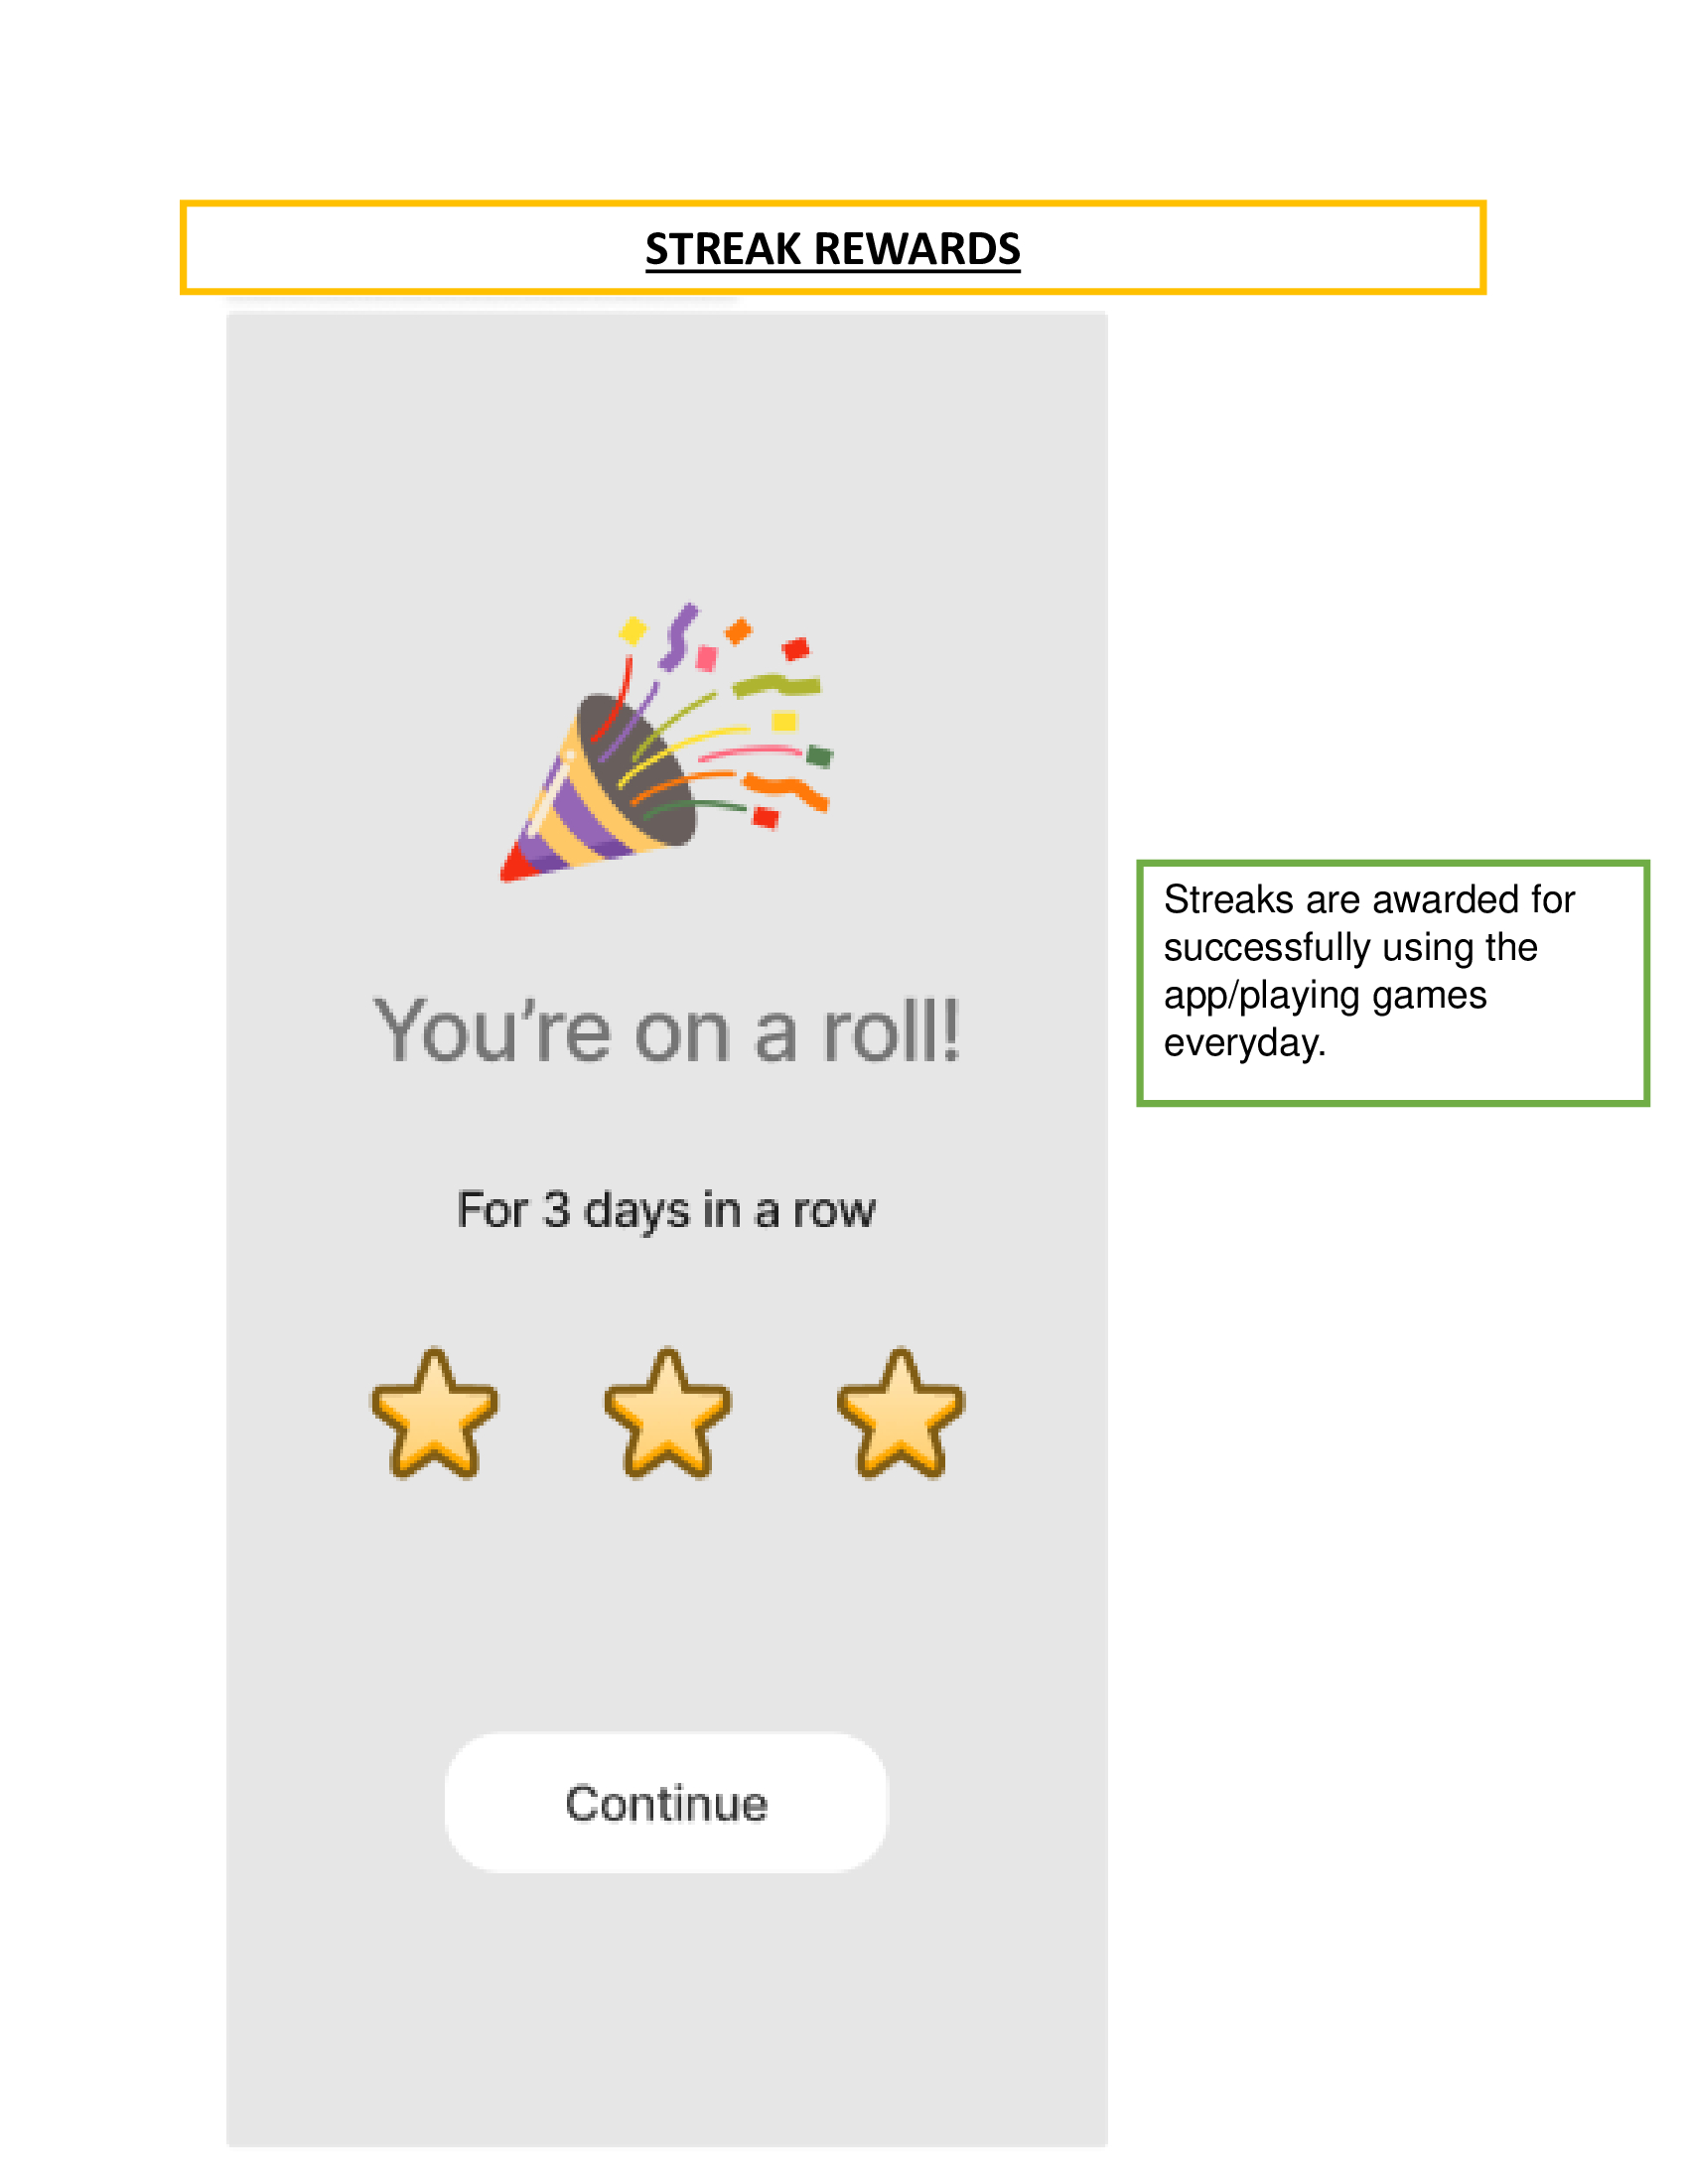 STREAK REWARDS
You’re on a roll!
For 3 days in a row
Continue
Streaks are awarded for
successfully using the
app/playing games
everyday.